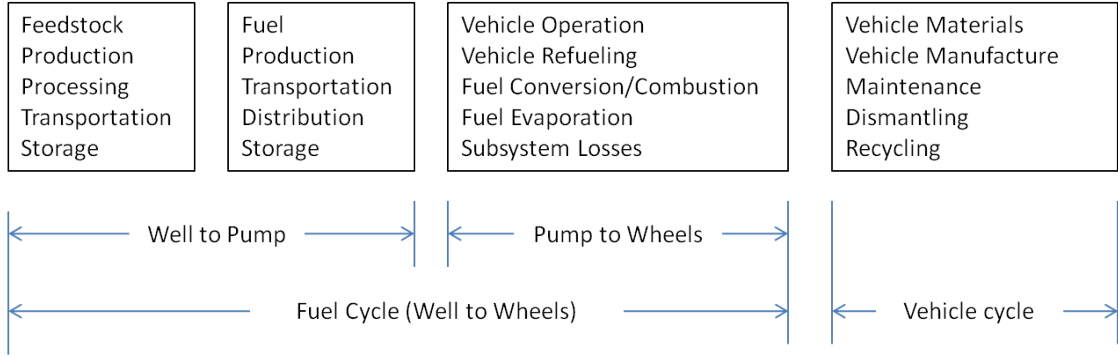 Feedstock
Production
Processing
Transportation
Storage
Fuel
Production
Transportation
Distribution
Storage
Vehicle Operation
Vehicle Refueling
Fuel Conversion/Combustion
Fuel Evaporation
Subsystem Losses
Vehicle Materials
Vehicle Manufacture
Maintenance
Dismantling
Recycling
Well to Pump
Pump to Wheels
Fuel Cycle (Well to Wheels)
Vehicle cycle